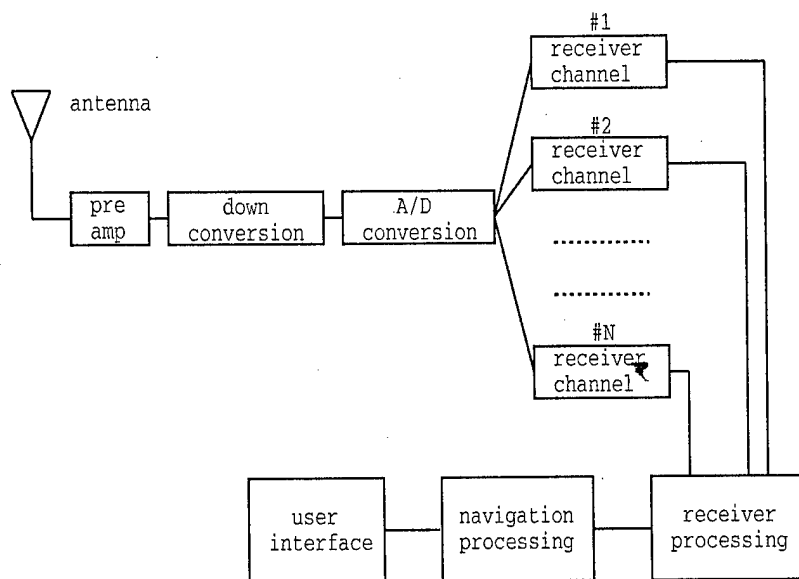 #1
receiver
channel
antenna
#2
receiver
channel
pre
amp
down
conversion
A/D
conversion
#N
receiver
channel
user
interface
navigation
processing
receiver
processing